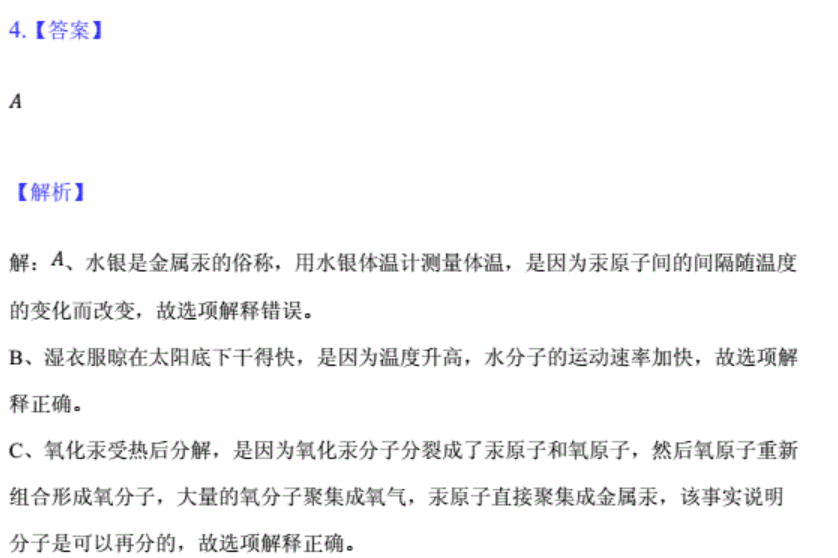 4.【答案】
A
【解析】
解：A、水银是金属汞的俗称，用水银体温计测量体温，是因为汞原子间的间隔随温度
的变化而改变，故选项解释错误。
B、湿衣服晾在太阳底下干得快，是因为温度升高，水分子的运动速率加快，故选项解
释正确。
C、氧化汞受热后分解，是因为氧化汞分子分裂成了汞原子和氧原子，然后氧原子重新
组合形成氧分子，大量的氧分子聚集成氧气，汞原子直接聚集成金属汞，该事实说明
分子是可以再分的，故选项解释正确。